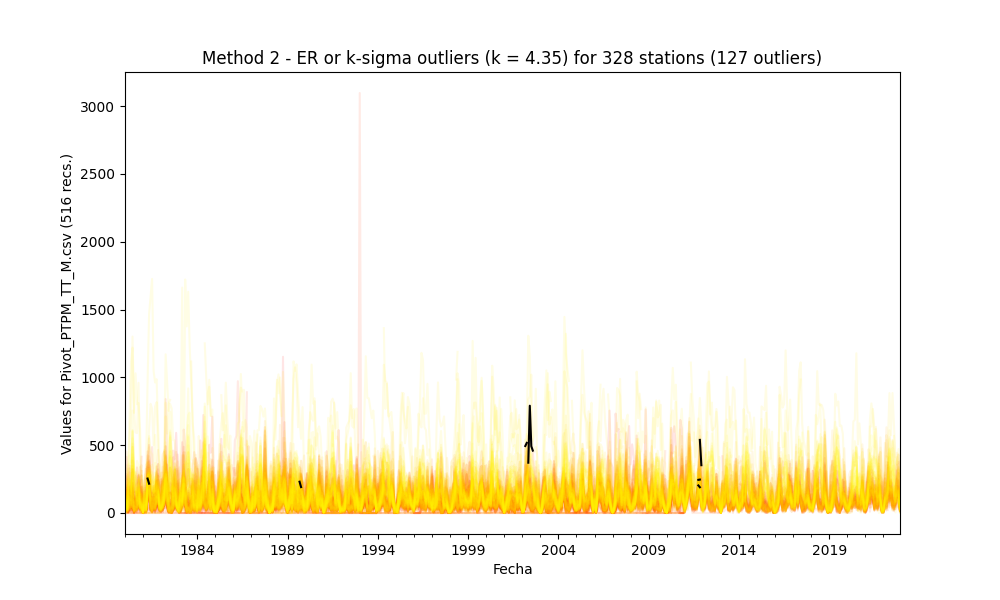 Method 2 - ER or k-sigma outliers (k = 4.35) for 328 stations (127 outliers)
Values for Pivot_PTPM_TT_M.csv (516 recs.)
3000
2500
2000
1500
1000
500
0
1984 1989 1994 1999 2004 2009 2014 2019
Fecha